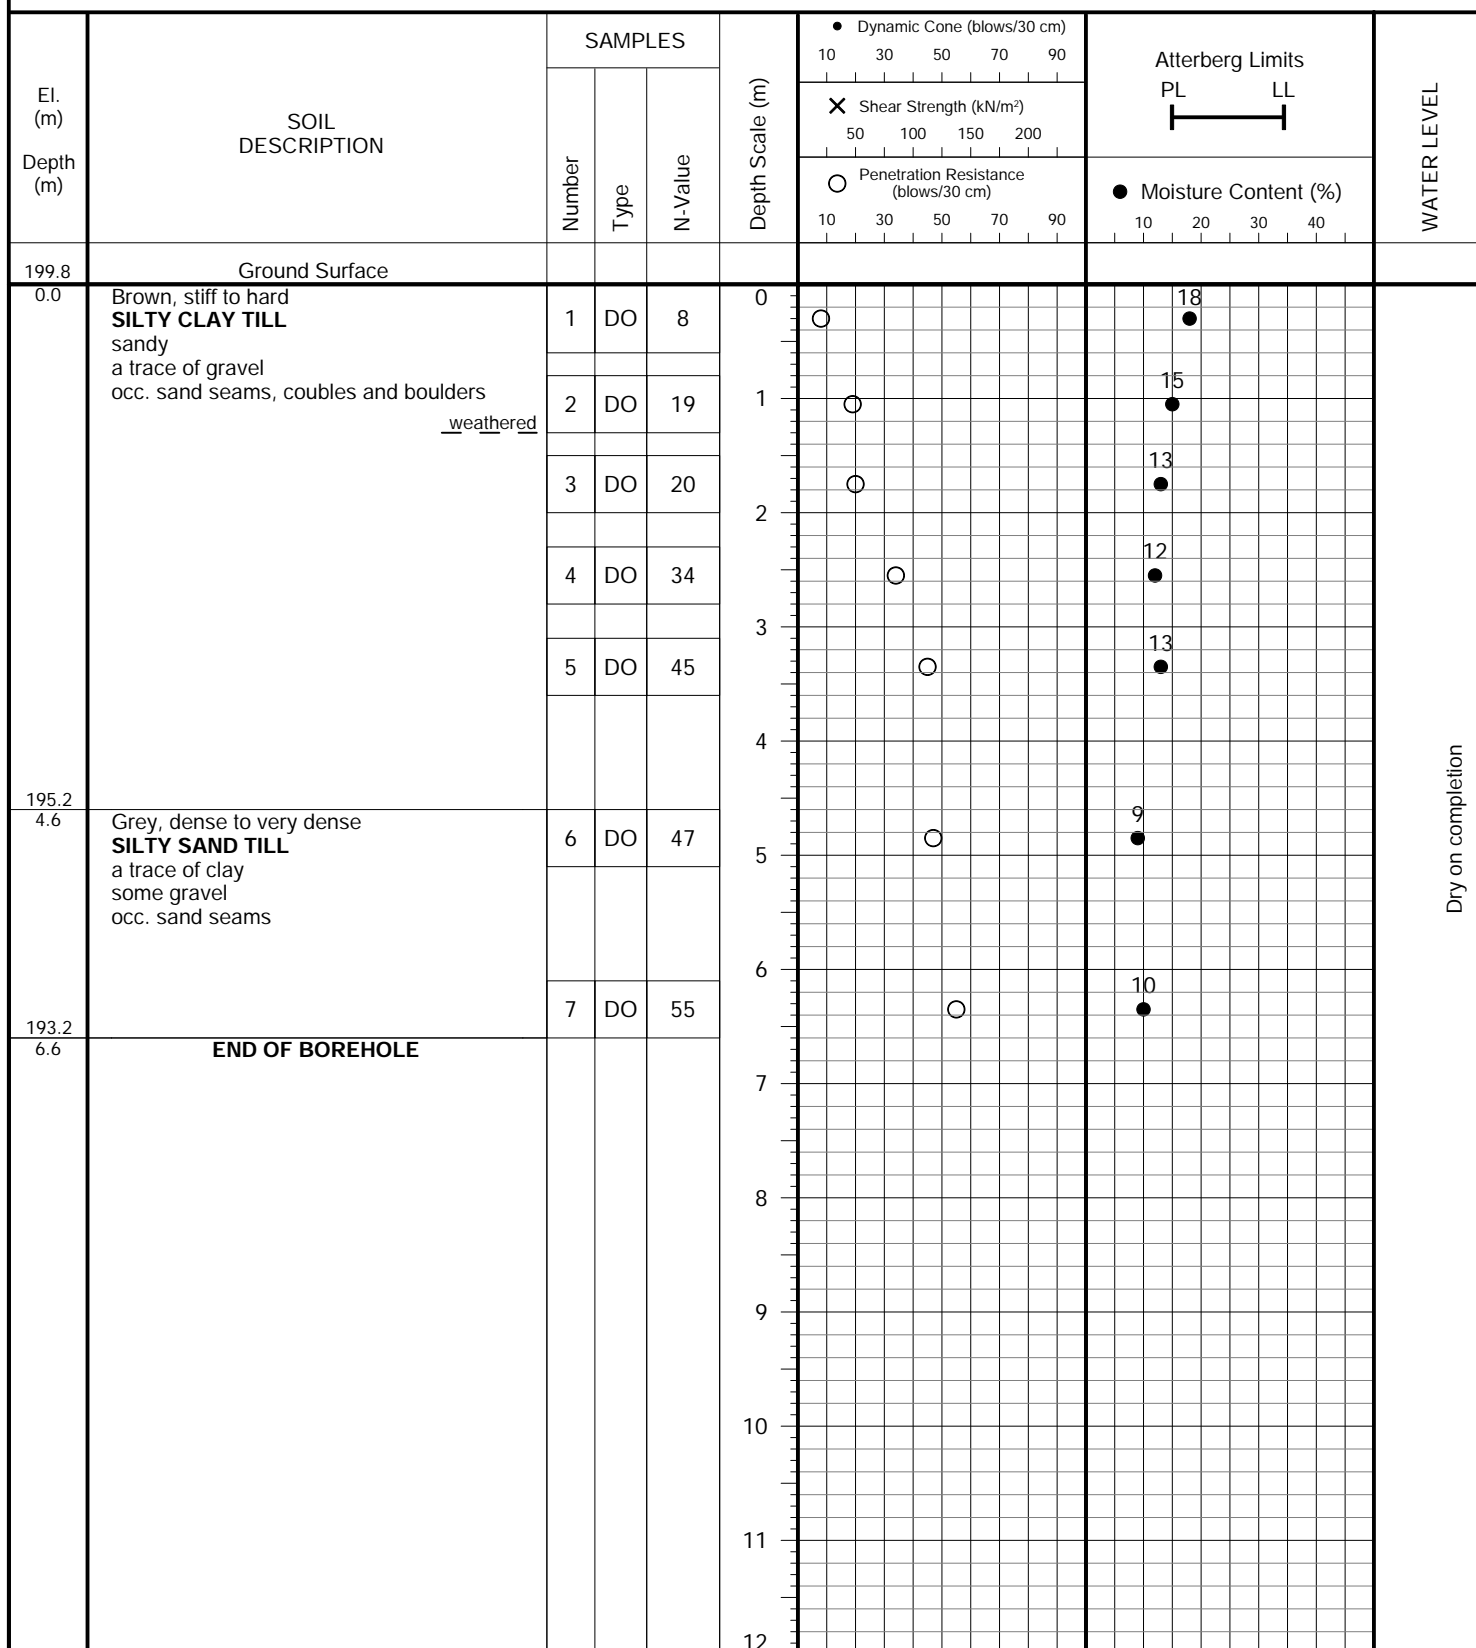 El.
(m)
Depth
(m)
SOIL
DESCRIPTION
SAMPLES
Number
Type
N-Value
Depth Scale (m)
Dynamic Cone (blows/30 cm)
10 30 50 70 90
Shear Strength (kN/m²)
50 100 150 200
Penetration Resistance
(blows/30 cm)
10 30 50 70 90
Atterberg Limits
PL LL
Moisture Content (%)
10 20 30 40
WATER LEVEL
199.8 Ground Surface
0.0
Brown, stiff to hard
SILTY CLAY TILL
sandy
a trace of gravel
occ. sand seams, coubles and boulders
weathered
1 DO 8
2 DO 19
3 DO 20
4 DO 34
5 DO 45
195.2
4.6
Grey, dense to very dense
SILTY SAND TILL
a trace of clay
some gravel
occ. sand seams
6 DO 47
7 DO 55
193.2
6.6
END OF BOREHOLE
0
1
2
3
4
5
6
7
8
9
10
11
12
18
15
13
12
13
9
10
Dry on completion